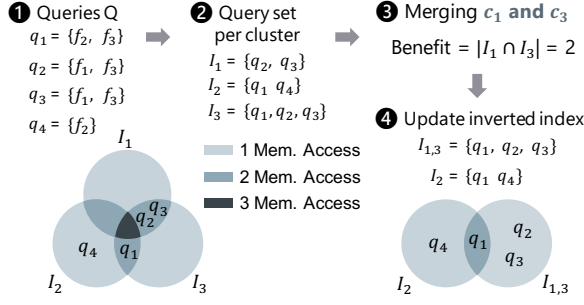 ❶ Queries Q
q₁ = {f₂, f₃}
q₂ = {f₁, f₃}
q₃ = {f₁, f₃}
q₄ = {f₂}
❷ Query set
per cluster
I₁ = {q₂, q₃}
I₂ = {q₁ q₄}
I₃ = {q₁, q₂, q₃}
❸ Merging c₁ and c₃
Benefit = |I₁ ∩ I₃| = 2
❹ Update inverted index
I₁,₃ = {q₁, q₂, q₃}
I₂ = {q₁ q₄}
1 Mem. Access
2 Mem. Access
3 Mem. Access
I₁
q₃
q₂
q₄
q₁
I₂
I₃
q₄
q₁
q₂
q₃
I₂
I₁,₃